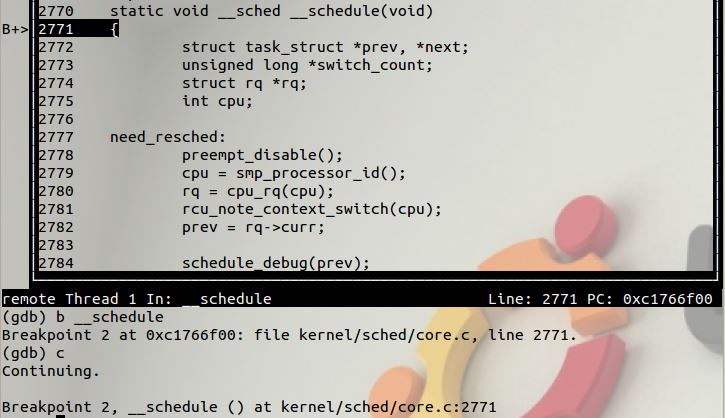 2770    static void __sched __schedule(void)
B+> 2771    {
2772            struct task_struct *prev, *next;
2773            unsigned long *switch_count;
2774            struct rq *rq;
2775            int cpu;
2776
2777    need_resched:
2778            preempt_disable();
2779            cpu = smp_processor_id();
2780            rq = cpu_rq(cpu);
2781            rcu_note_context_switch(cpu);
2782            prev = rq->curr;
2783
2784            schedule_debug(prev);
remote Thread 1 In: __schedule                          Line: 2771 PC: 0xc1766f00
(gdb) b __schedule
Breakpoint 2 at 0xc1766f00: file kernel/sched/core.c, line 2771.
(gdb) c
Continuing.

Breakpoint 2, __schedule () at kernel/sched/core.c:2771